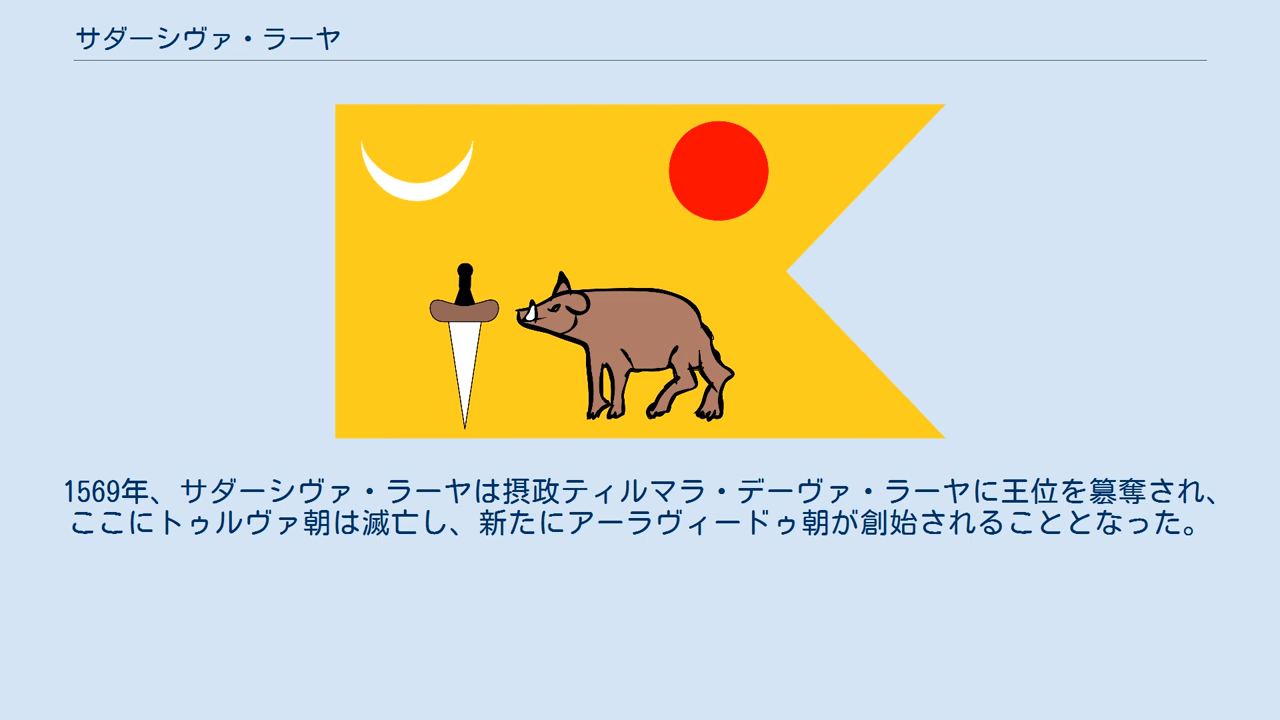 サダーシヴァ・ラーヤ
1569年、サダーシヴァ・ラーヤは摂政ティルマラ・デーヴァ・ラーヤに王位を簒奪され、
ここにトゥルヴァ朝は滅亡し、新たにアーラヴィードゥ朝が創始されることとなった。